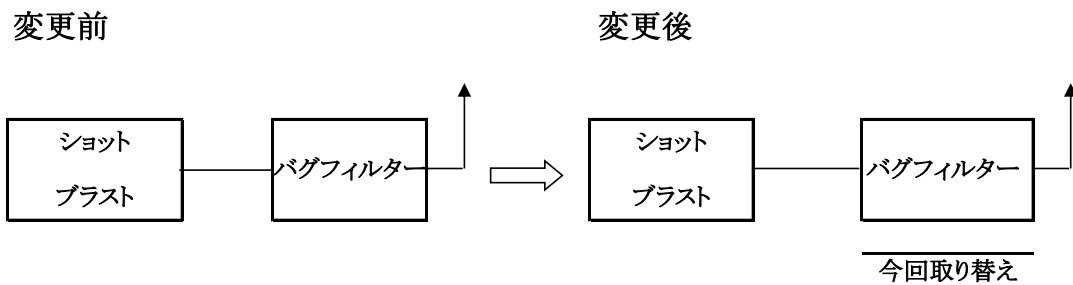 変更前
変更後
ショット
ブラスト
バグフィルター
ショット
ブラスト
バグフィルター
今回取り替え